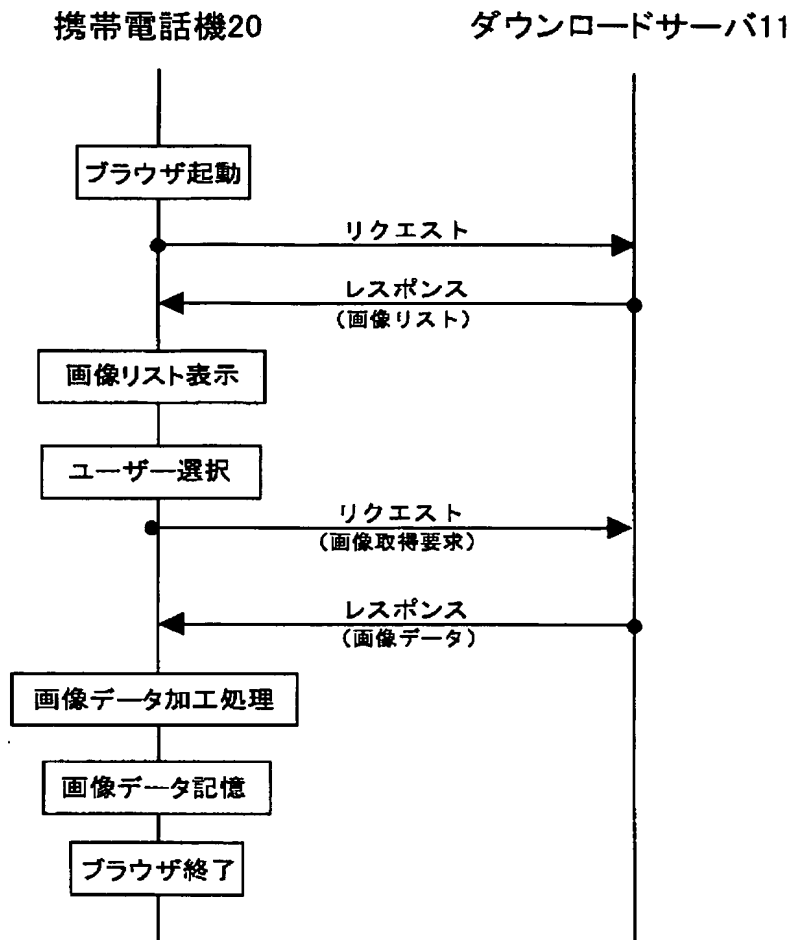 携帯電話機20
ダウンロードサーバ11
ブラウザ起動
リクエスト
レスポンス
(画像リスト)
画像リスト表示
ユーザー選択
リクエスト
(画像取得要求)
レスポンス
(画像データ)
画像データ加工処理
画像データ記憶
ブラウザ終了